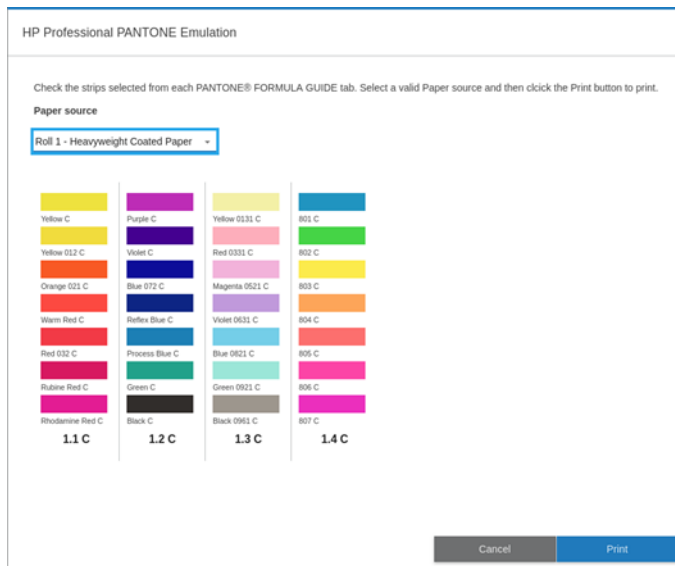 HP Professional PANTONE Emulation
Check the strips selected from each PANTONE® FORMULA GUIDE tab. Select a valid Paper source and then clcick the Print button to print.
Paper source
Roll 1 - Heavyweight Coated Paper
Yellow C
Yellow 012 C
Orange 021 C
Warm Red C
Red 032 C
Rubine Red C
Rhodamine Red C
1.1 C
Purple C
Violet C
Blue 072 C
Reflex Blue C
Process Blue C
Green C
Black C
1.2 C
Yellow 0131 C
Red 0331 C
Magenta 0521 C
Violet 0631 C
Blue 0821 C
Green 0921 C
Black 0961 C
1.3 C
801 C
802 C
803 C
804 C
805 C
806 C
807 C
1.4 C
Cancel
Print